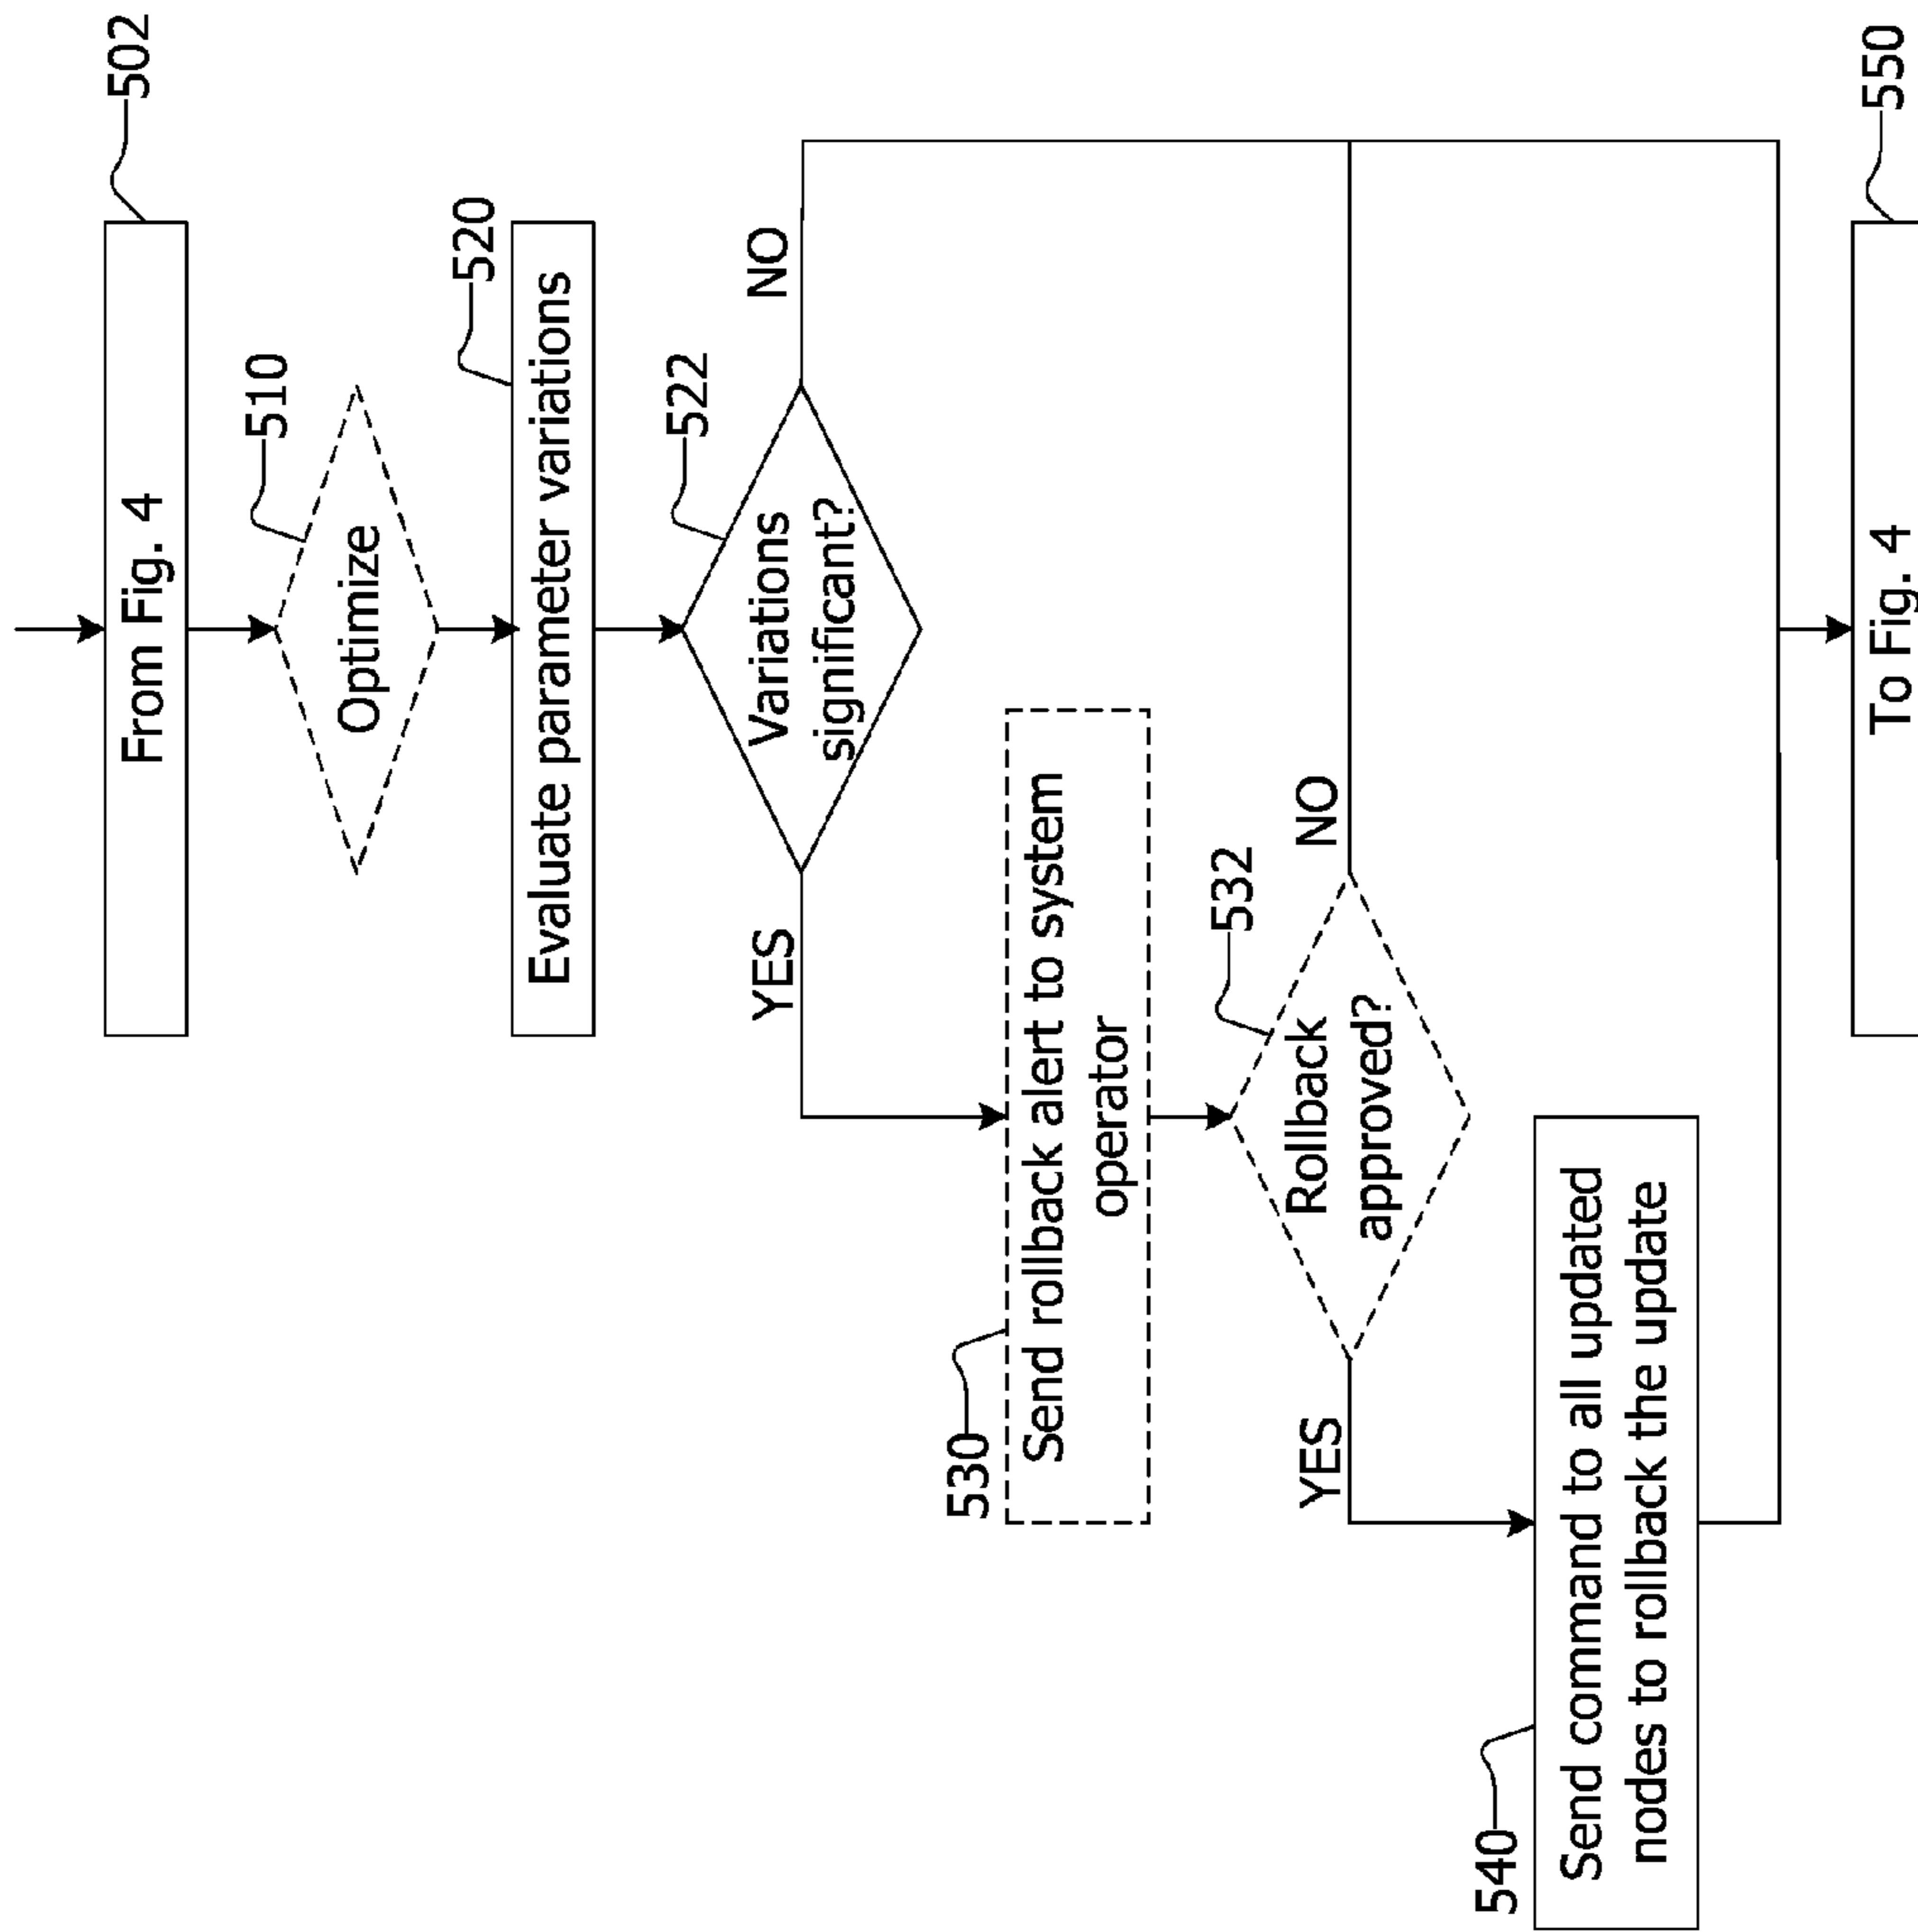 502
From Fig. 4
510
Optimize
520
Evaluate parameter variations
522
Variations
significant?
YES
NO
530
Send rollback alert to system
operator
532
Rollback
approved?
YES
NO
540
Send command to all updated
nodes to rollback the update
550
To Fig. 4